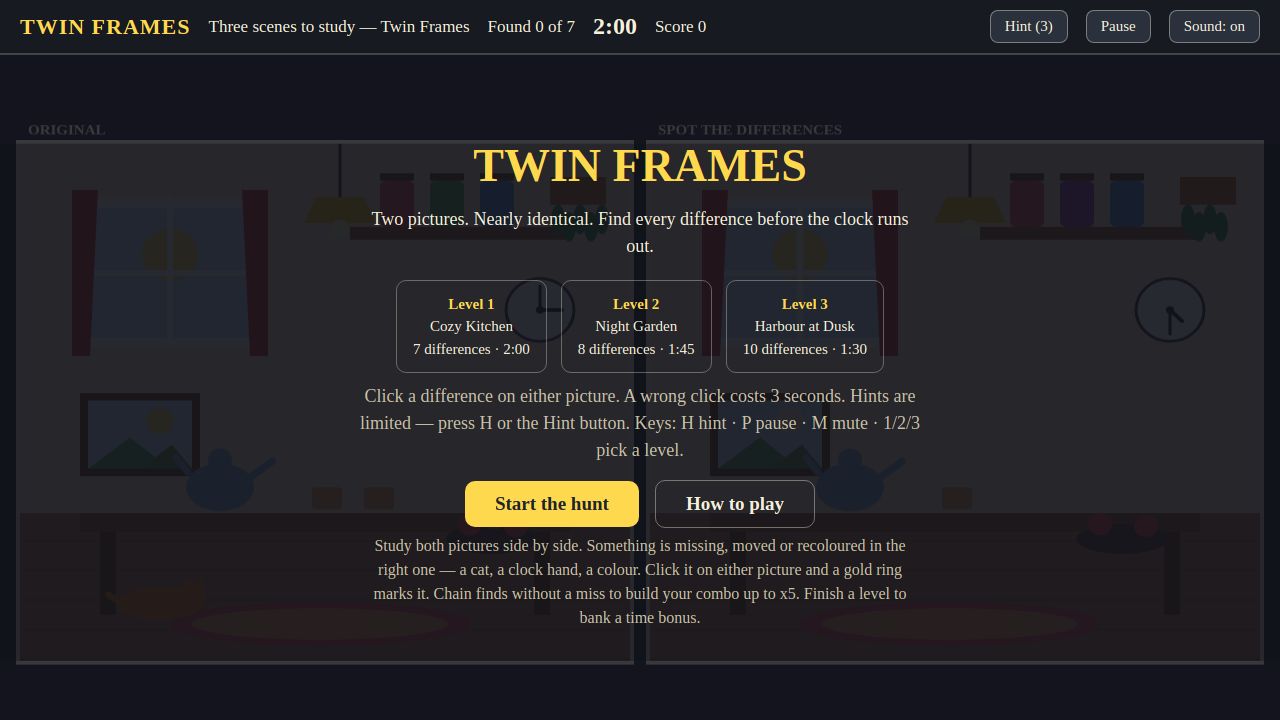 TWIN FRAMES Three scenes to study — Twin Frames Found 0 of 7 2:00 Score 0 Hint (3) Pause Sound: on
ORIGINAL SPOT THE DIFFERENCES
TWIN FRAMES
Two pictures. Nearly identical. Find every difference before the clock runs
out.
Level 1
Cozy Kitchen
7 differences · 2:00
Level 2
Night Garden
8 differences · 1:45
Level 3
Harbour at Dusk
10 differences · 1:30
Click a difference on either picture. A wrong click costs 3 seconds. Hints are
limited — press H or the Hint button. Keys: H hint · P pause · M mute · 1/2/3
pick a level.
Start the hunt How to play
Study both pictures side by side. Something is missing, moved or recoloured in the
right one — a cat, a clock hand, a colour. Click it on either picture and a gold ring
marks it. Chain finds without a miss to build your combo up to x5. Finish a level to
bank a time bonus.